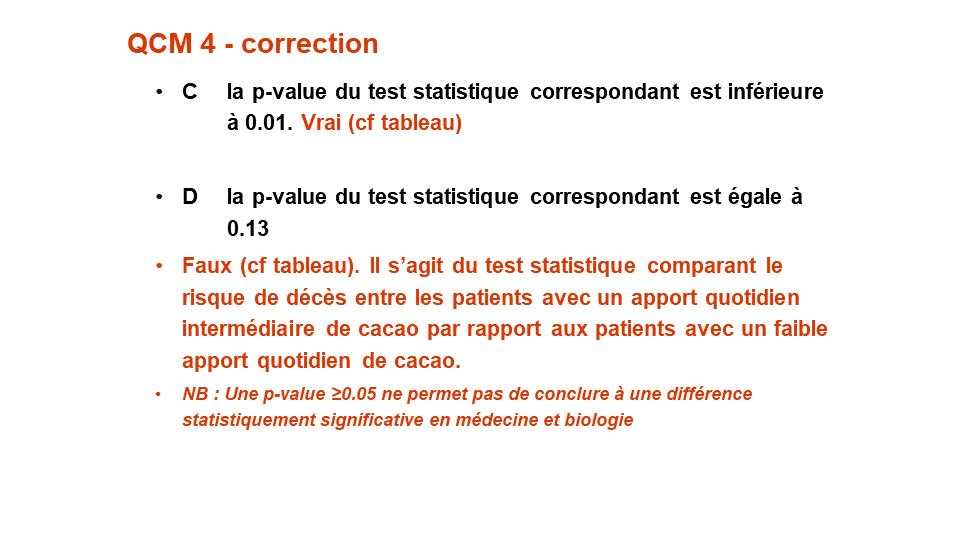 QCM 4 - correction
• C la p-value du test statistique correspondant est inférieure
à 0.01. Vrai (cf tableau)
• D la p-value du test statistique correspondant est égale à
0.13
• Faux (cf tableau). Il s’agit du test statistique comparant le
risque de décès entre les patients avec un apport quotidien
intermédiaire de cacao par rapport aux patients avec un faible
apport quotidien de cacao.
• NB : Une p-value ≥0.05 ne permet pas de conclure à une différence
statistiquement significative en médecine et biologie